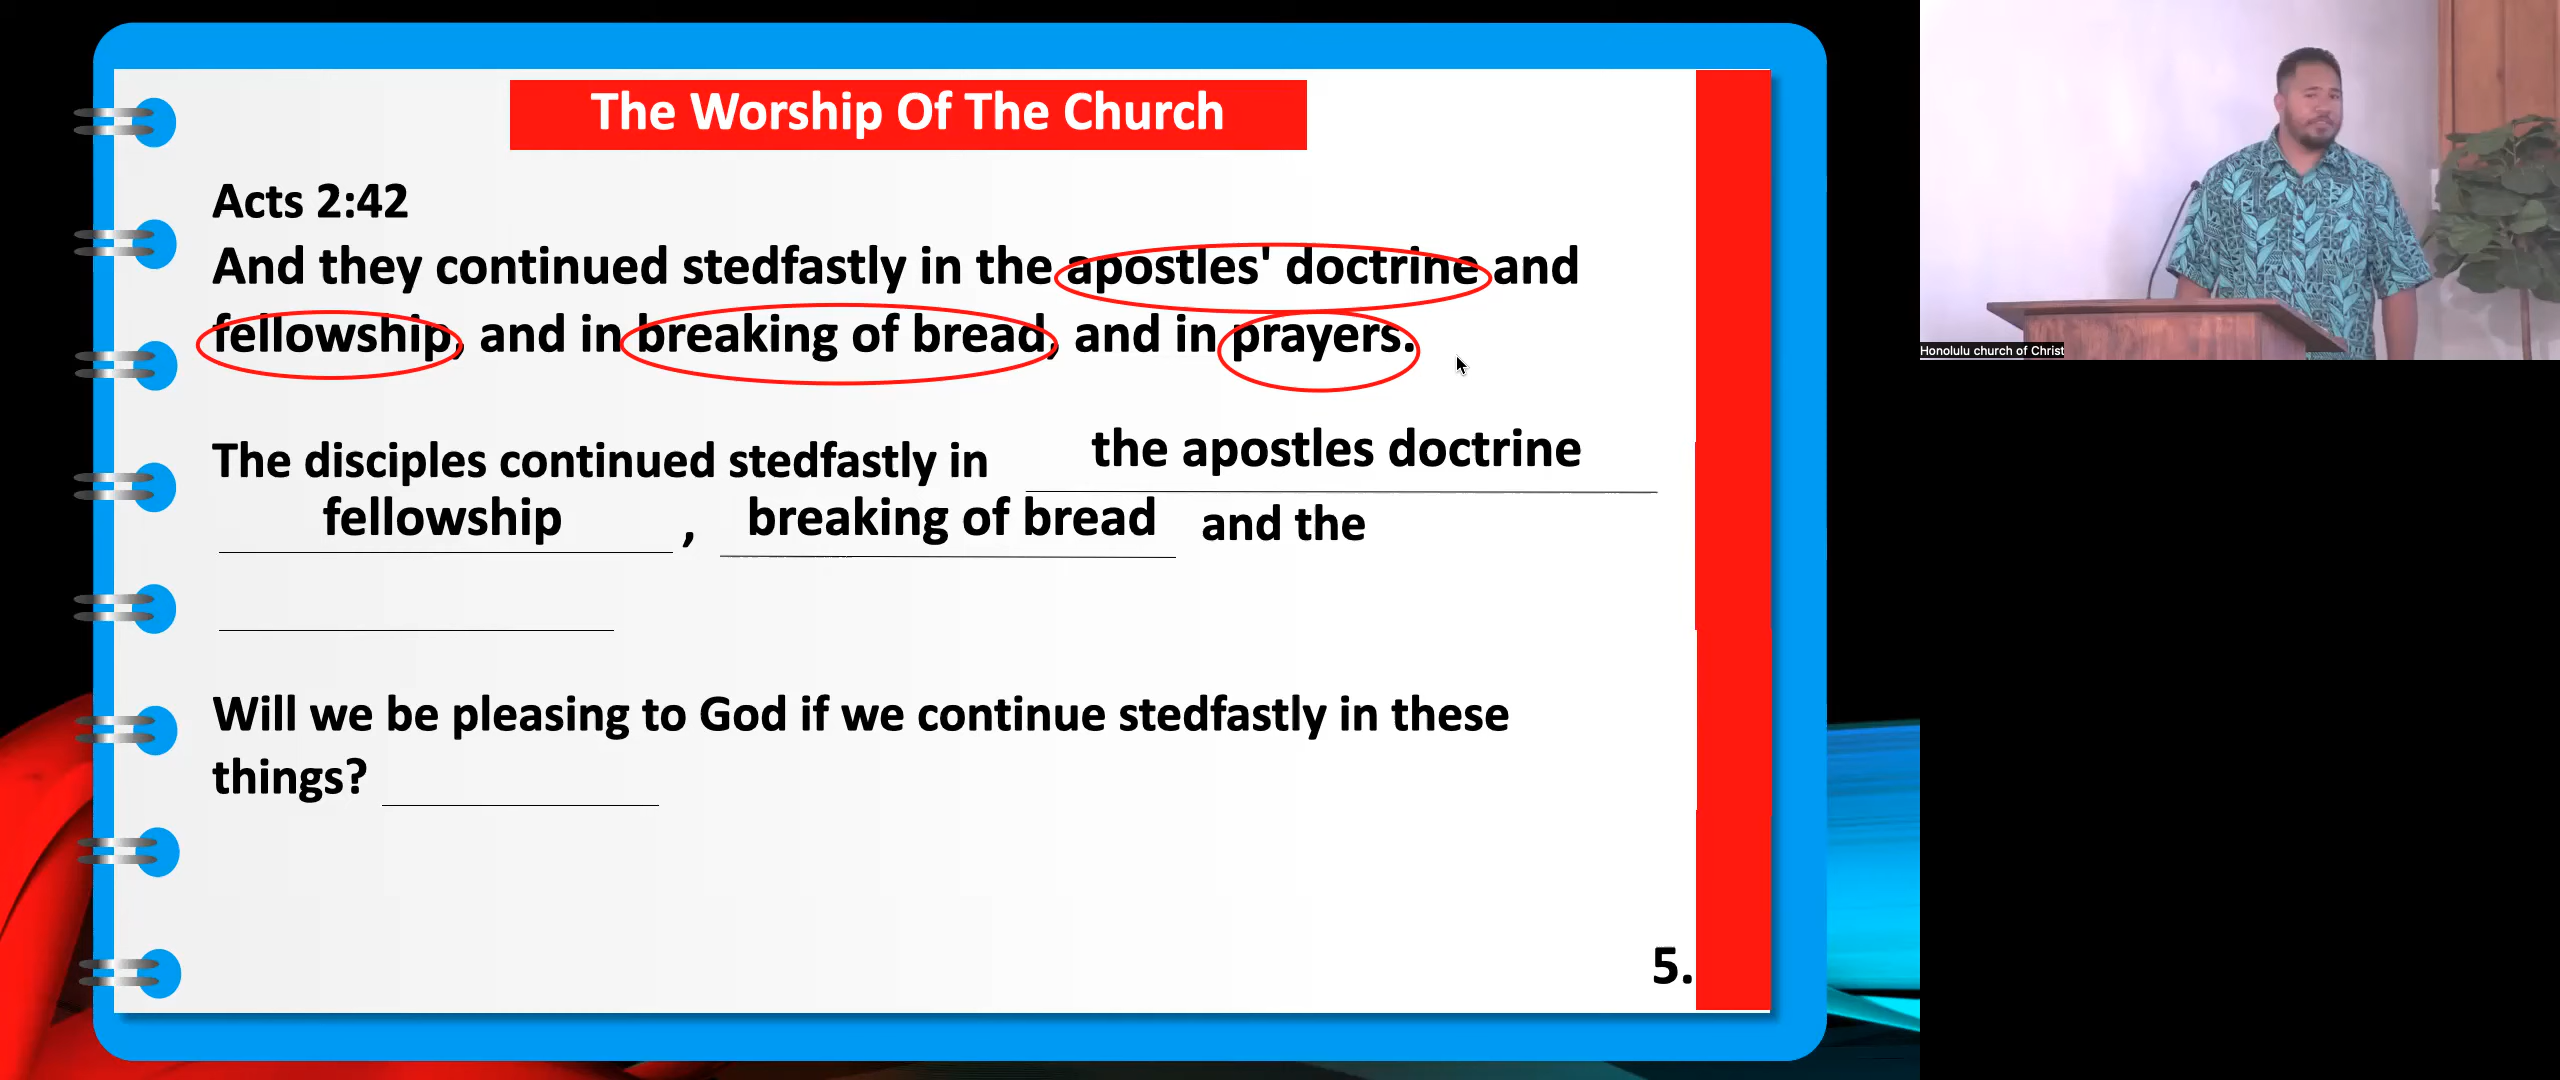 The Worship Of The Church
Acts 2:42
And they continued stedfastly in the apostles' doctrine and
fellowship, and in breaking of bread, and in prayers.
The disciples continued stedfastly in the apostles doctrine
fellowship , breaking of bread and the
Will we be pleasing to God if we continue stedfastly in these
things?
5.
Honolulu church of Christ